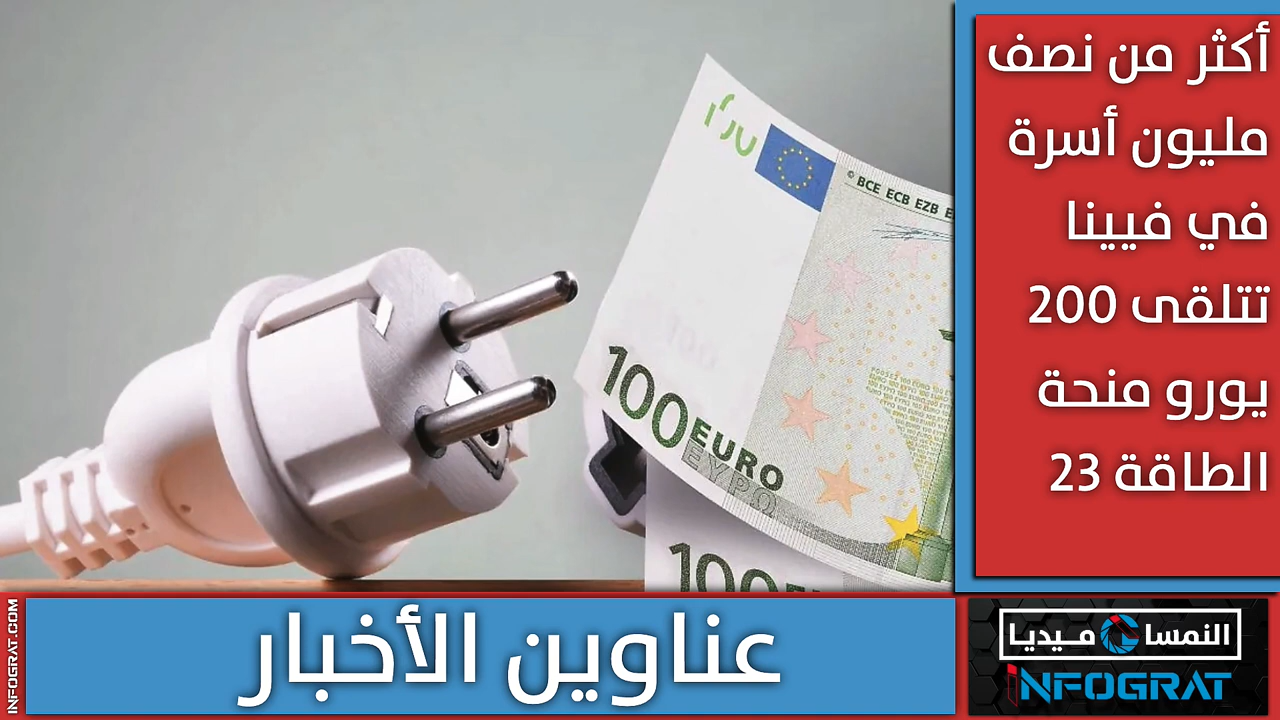 أكثر من نصف
مليون أسرة
في فيينا
تتلقى 200
يورو منحة
الطاقة 23
BCE ECB EZB
100 EURO
ΕΥΡΩ
100
عناوين الأخبار
النمسا ميديا
INFOGRAT
INFOGRAT.COM